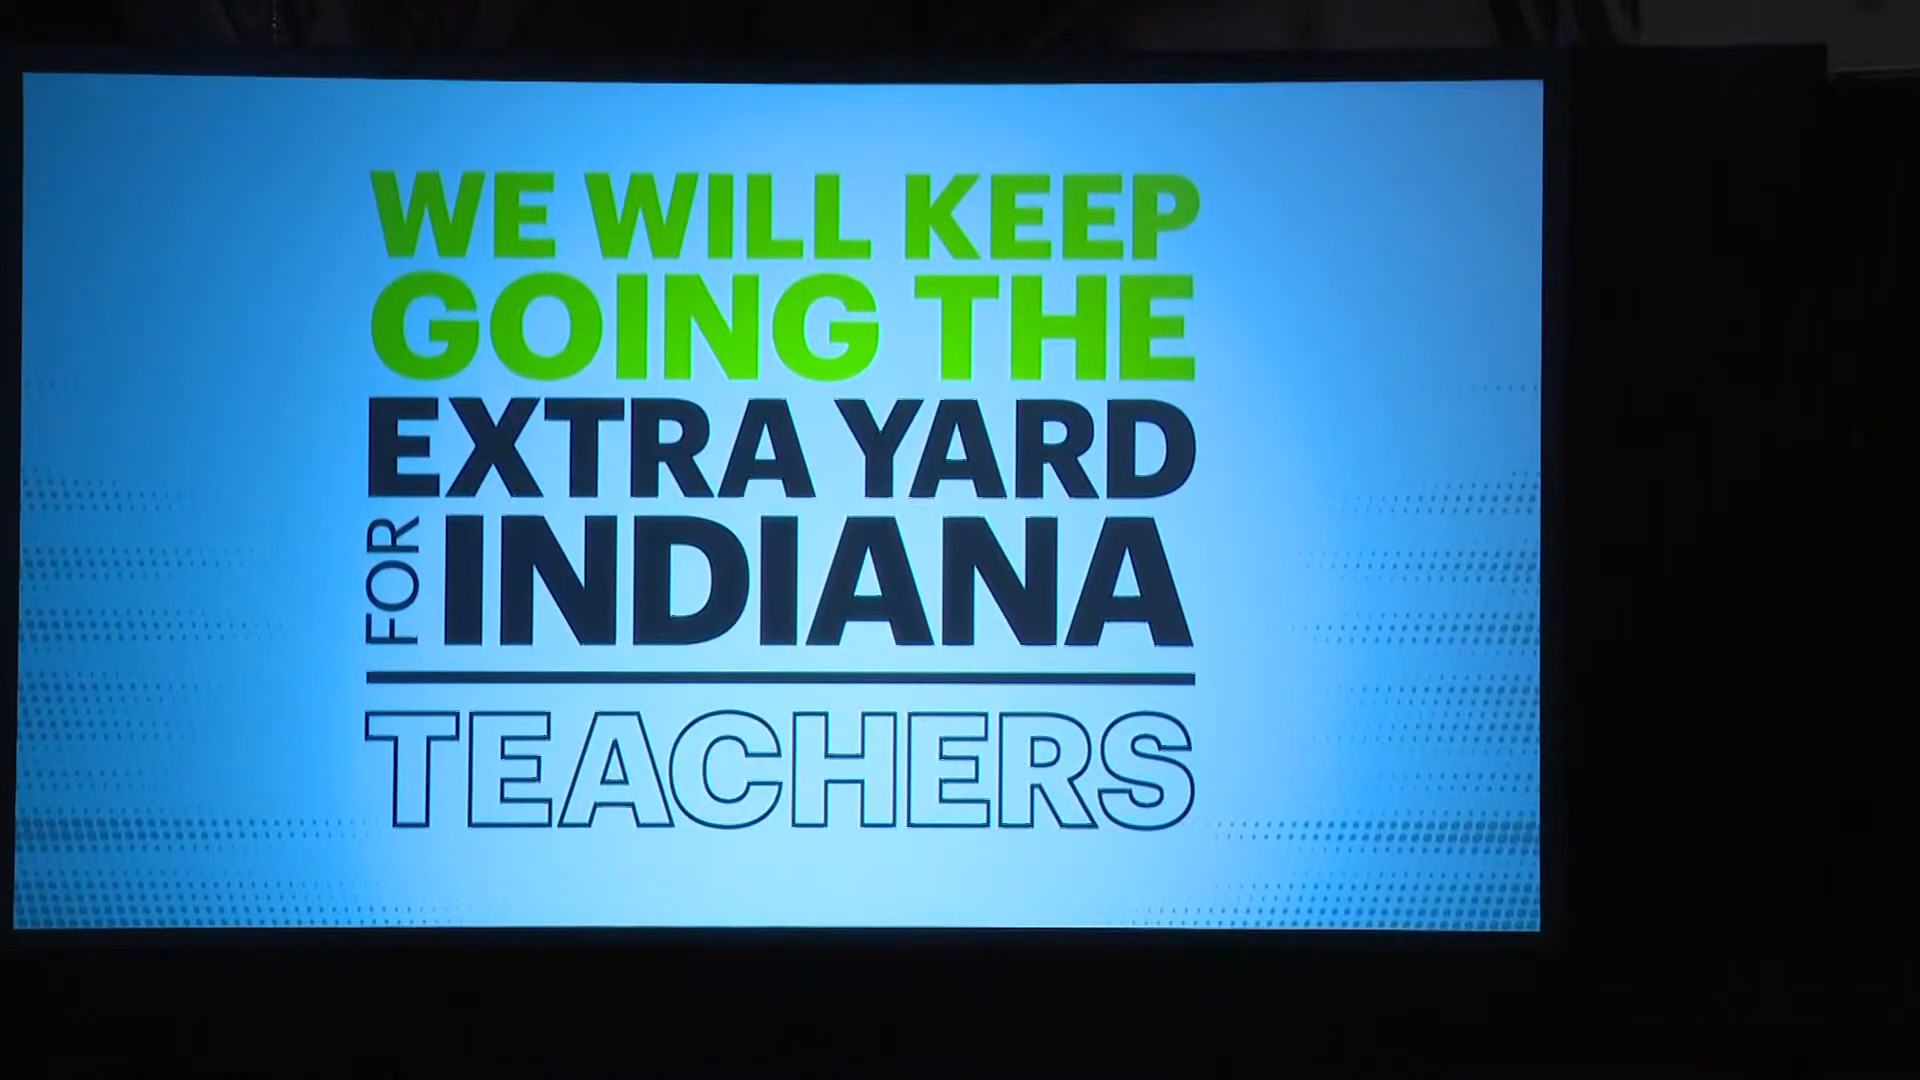 WE WILL KEEP
GOING THE
EXTRA YARD
FOR INDIANA
TEACHERS